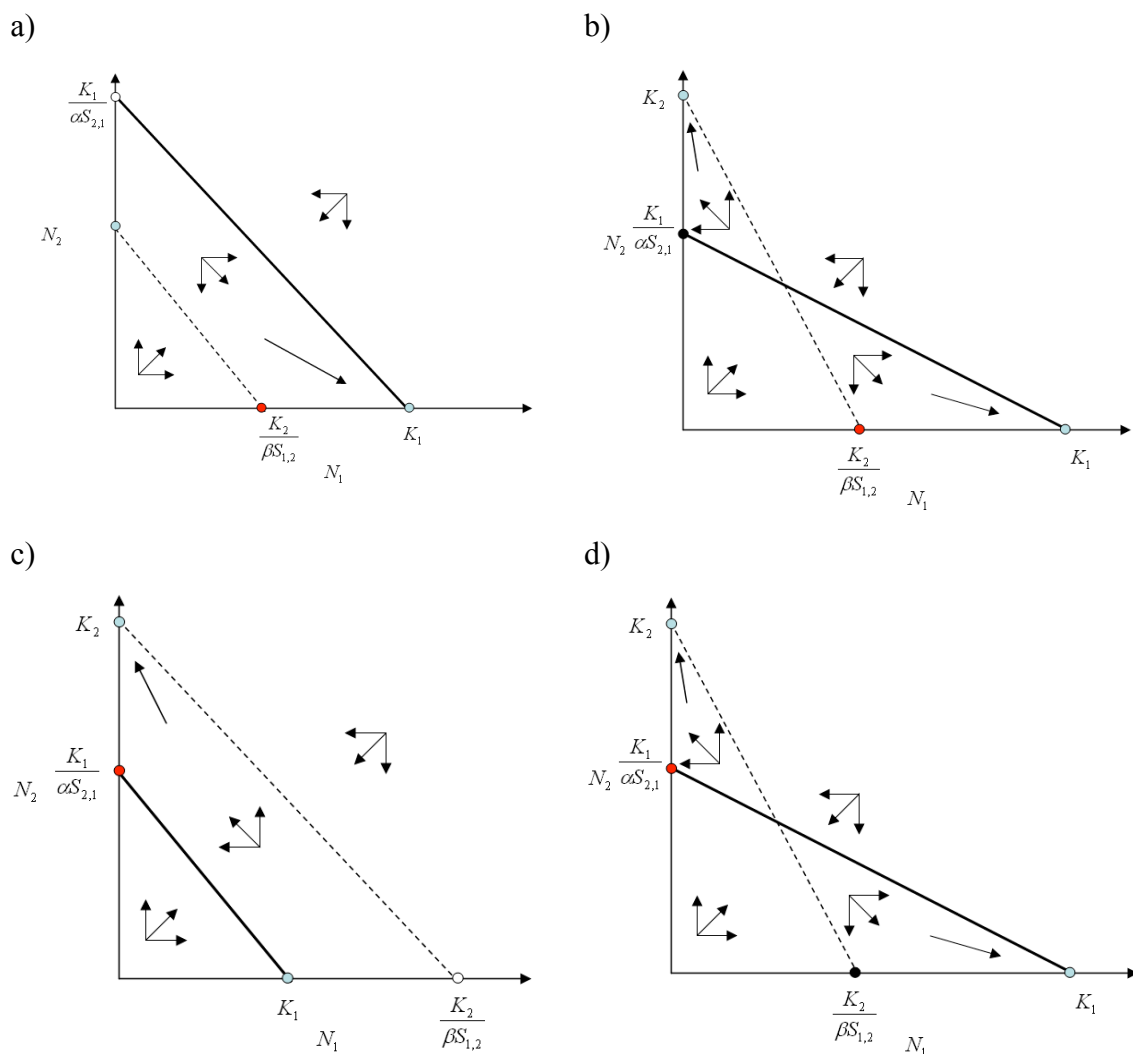 a)
K₁
αS₂,₁
N₂
K₂
βS₁,₂
K₁
N₁
b)
K₂
K₁
N₂ αS₂,₁
K₂
βS₁,₂
K₁
N₁
c)
K₂
K₁
N₂ αS₂,₁
K₁
K₂
βS₁,₂
N₁
d)
K₂
K₁
N₂ αS₂,₁
K₂
βS₁,₂
K₁
N₁